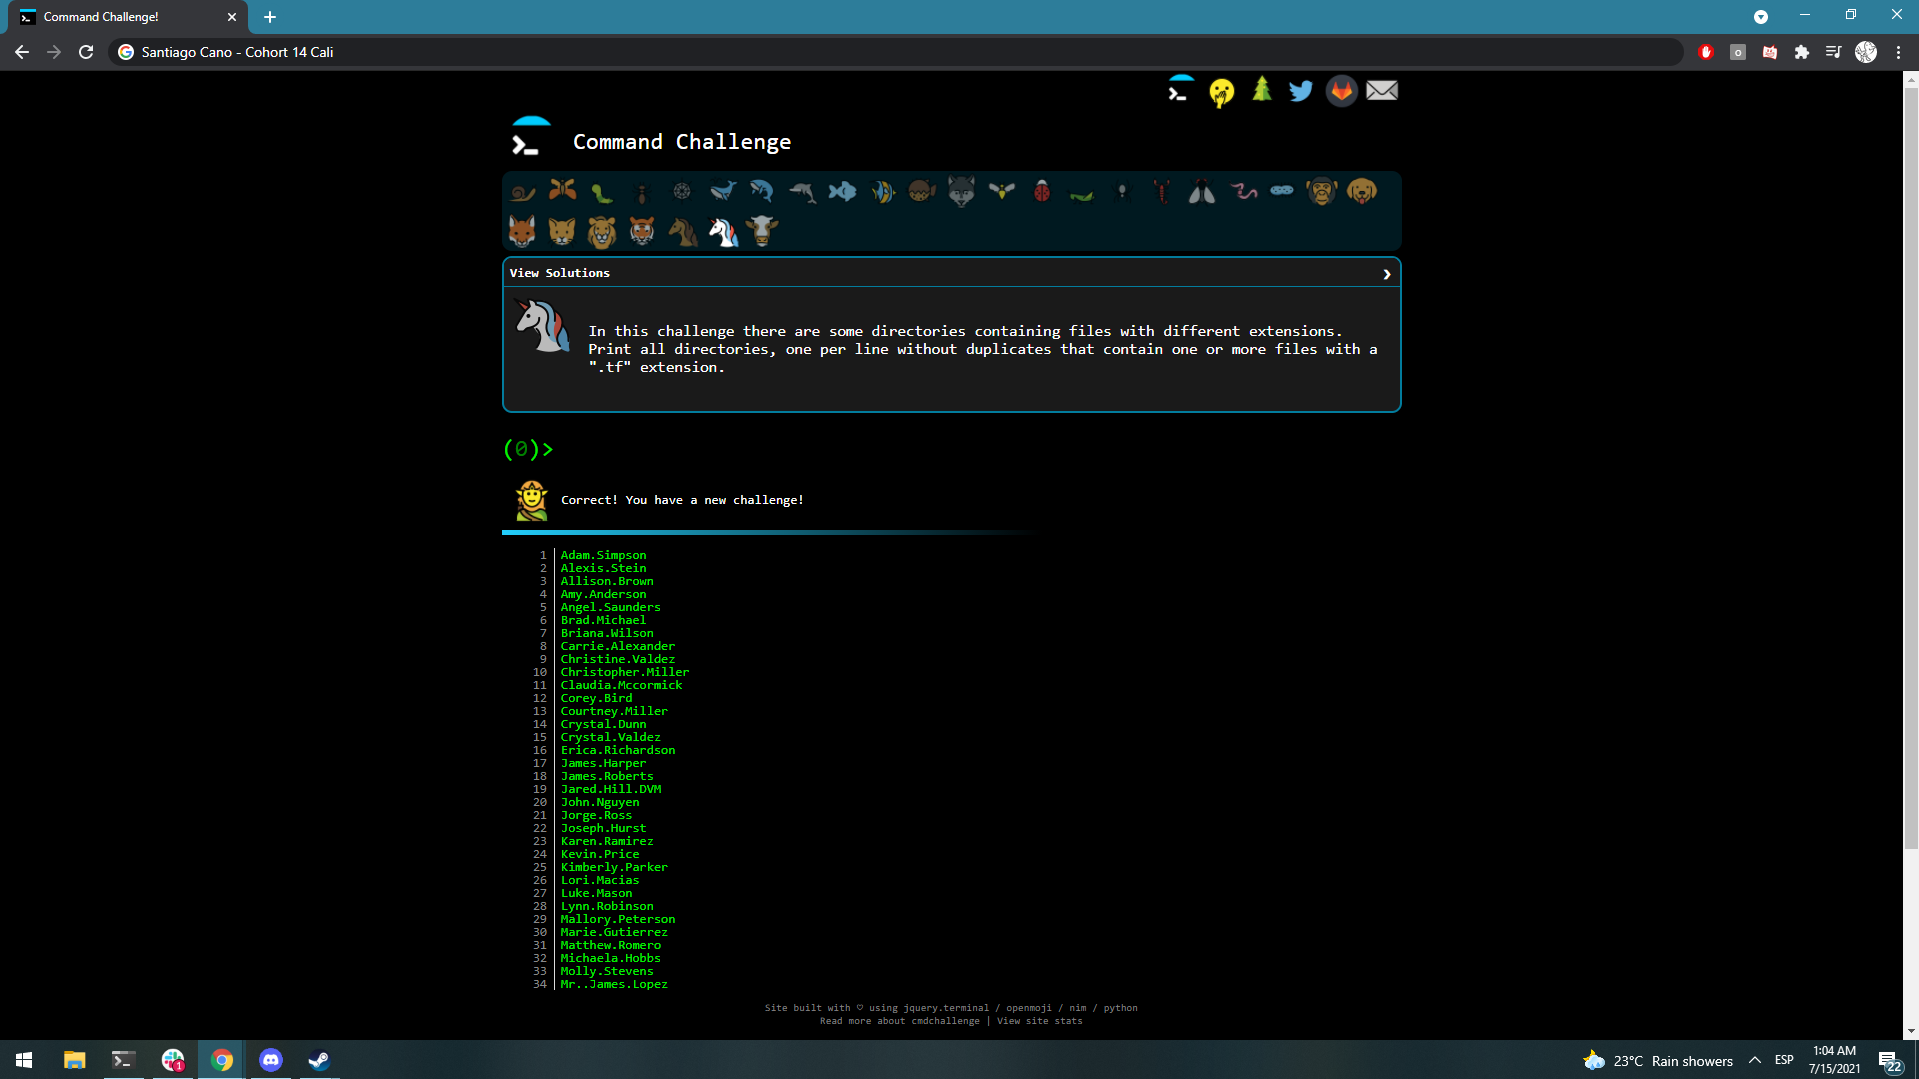 Command Challenge!
Santiago Cano - Cohort 14 Cali
Command Challenge
View Solutions
In this challenge there are some directories containing files with different extensions.
Print all directories, one per line without duplicates that contain one or more files with a
".tf" extension.
(0)>
Correct! You have a new challenge!
1 Adam.Simpson
2 Alexis.Stein
3 Allison.Brown
4 Amy.Anderson
5 Angel.Saunders
6 Brad.Michael
7 Briana.Wilson
8 Carrie.Alexander
9 Christine.Valdez
10 Christopher.Miller
11 Claudia.Mccormick
12 Corey.Bird
13 Courtney.Miller
14 Crystal.Dunn
15 Crystal.Valdez
16 Erica.Richardson
17 James.Harper
18 James.Roberts
19 Jared.Hill.DVM
20 John.Nguyen
21 Jorge.Ross
22 Joseph.Hurst
23 Karen.Ramirez
24 Kevin.Price
25 Kimberly.Parker
26 Lori.Macias
27 Luke.Mason
28 Lynn.Robinson
29 Mallory.Peterson
30 Marie.Gutierrez
31 Matthew.Romero
32 Michaela.Hobbs
33 Molly.Stevens
34 Mr..James.Lopez
Site built with ♡ using jquery.terminal / openmoji / nim / python
Read more about cmdchallenge | View site stats
1
23°C Rain showers
ESP
1:04 AM
7/15/2021
22